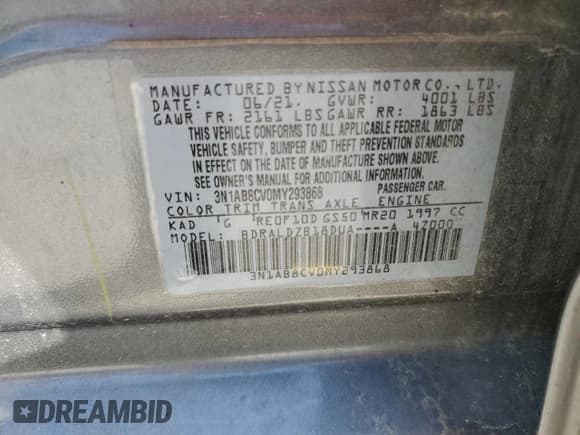 MANUFACTURED BY NISSAN MOTOR CO., LTD.
DATE: 06/21. GVWR: 4001 LBS
GAWR FR: 2161 LBS GAWR RR: 1863 LBS
THIS VEHICLE CONFORMS TO ALL APPLICABLE FEDERAL MOTOR
VEHICLE SAFETY, BUMPER AND THEFT PREVENTION STANDARDS
IN EFFECT ON THE DATE OF MANUFACTURE SHOWN ABOVE.
SEE OWNER'S MANUAL FOR ADDITIONAL INFORMATION.
VIN: 3N1AB8CV0MY293868 PASSENGER CAR.
COLOR TRIM TRANS AXLE ENGINE
KAD G RE0F10D GS50 MR20 1997 CC
MODEL: BDRALDZB18DUA----A 4Z000
3N1AB8CV0MY293868
DREAMBID